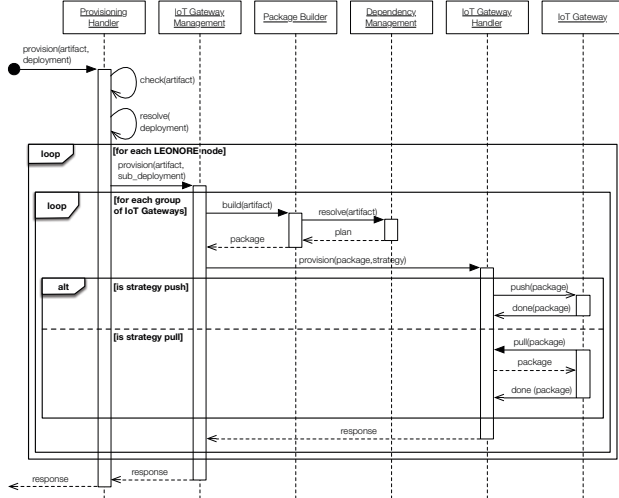 Provisioning
Handler
IoT Gateway
Management
Package Builder
Dependency
Management
IoT Gateway
Handler
IoT Gateway
provision(artifact,
deployment)
check(artifact)
resolve(
deployment)
loop
[for each LEONORE node]
provision(artifact,
sub_deployment)
loop
[for each group
of IoT Gateways]
build(artifact)
resolve(artifact)
plan
package
provision(package,strategy)
alt
[is strategy push]
push(package)
done(package)
[is strategy pull]
pull(package)
package
done (package)
response
response
response